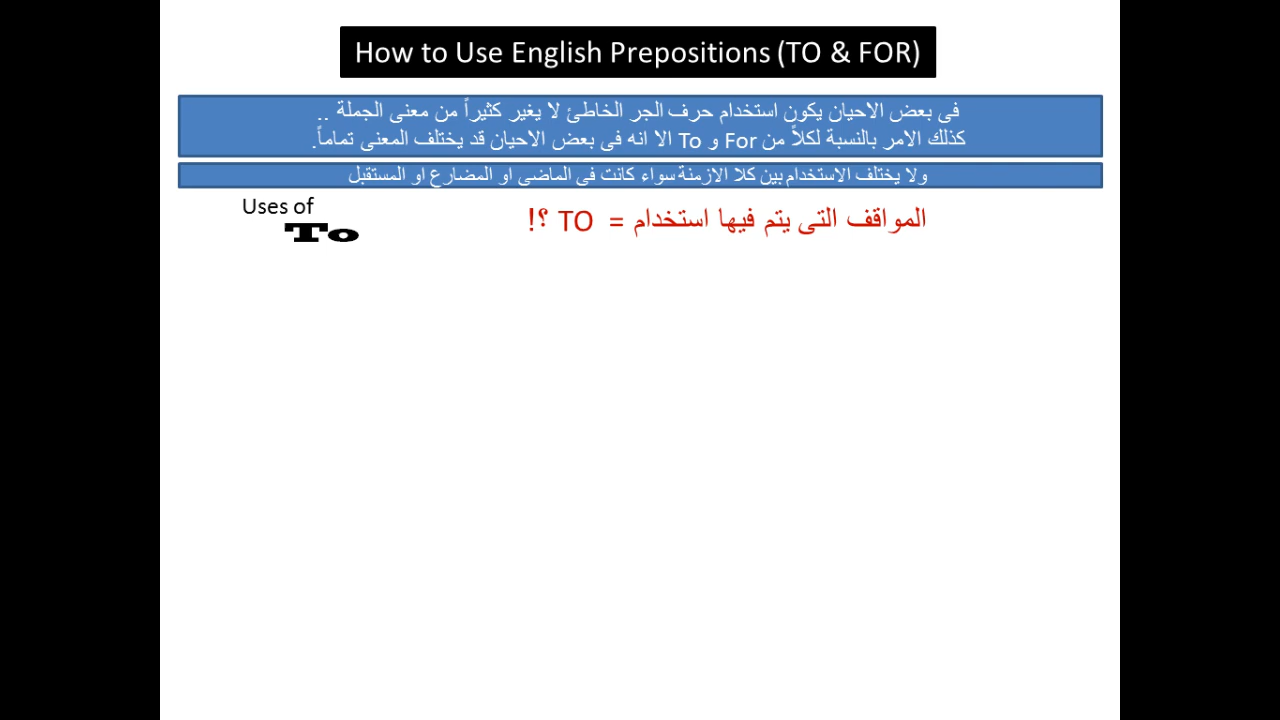 How to Use English Prepositions (TO & FOR)
فى بعض الاحيان يكون استخدام حرف الجر الخاطئ لا يغير كثيراً من معنى الجملة ..
كذلك الامر بالنسبة لكلاً من For و To الا انه فى بعض الاحيان قد يختلف المعنى تماماً.
ولا يختلف الاستخدام بين كلا الازمنة سواء كانت فى الماضى او المضارع او المستقبل
Uses of
To
المواقف التى يتم فيها استخدام = TO ؟!